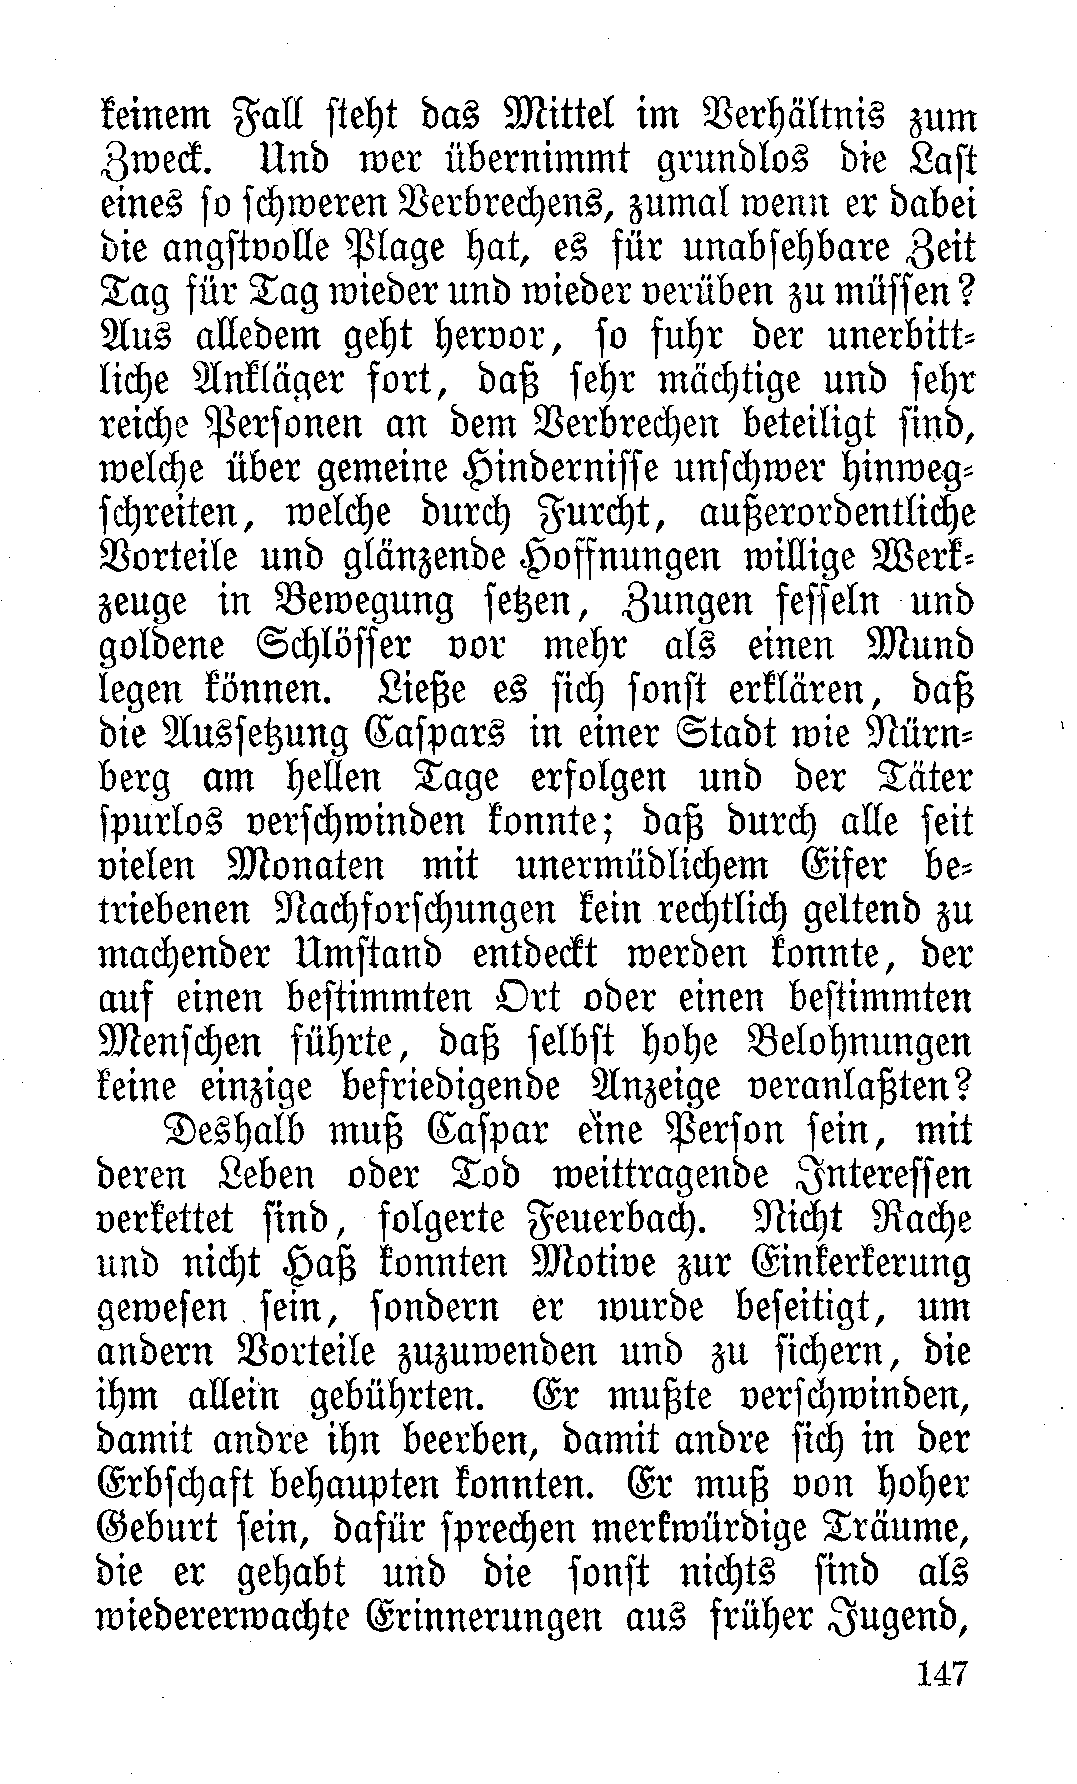 keinem Fall steht das Mittel im Verhältnis zum
Zweck. Und wer übernimmt grundlos die Last
eines so schweren Verbrechens, zumal wenn er dabei
die angstvolle Plage hat, es für unabsehbare Zeit
Tag für Tag wieder und wieder verüben zu müssen?
Aus alledem geht hervor, so fuhr der unerbitt-
liche Ankläger fort, daß sehr mächtige und sehr
reiche Personen an dem Verbrechen beteiligt sind,
welche über gemeine Hindernisse unschwer hinweg-
schreiten, welche durch Furcht, außerordentliche
Vorteile und glänzende Hoffnungen willige Werk-
zeuge in Bewegung setzen, Zungen fesseln und
goldene Schlösser vor mehr als einen Mund
legen können. Ließe es sich sonst erklären, daß
die Aussetzung Caspars in einer Stadt wie Nürn-
berg am hellen Tage erfolgen und der Täter
spurlos verschwinden konnte; daß durch alle seit
vielen Monaten mit unermüdlichem Eifer be-
triebenen Nachforschungen kein rechtlich geltend zu
machender Umstand entdeckt werden konnte, der
auf einen bestimmten Ort oder einen bestimmten
Menschen führte, daß selbst hohe Belohnungen
keine einzige befriedigende Anzeige veranlaßten?
Deshalb muß Caspar eine Person sein, mit
deren Leben oder Tod weittragende Interessen
verkettet sind, folgerte Feuerbach. Nicht Rache
und nicht Haß konnten Motive zur Einkerkerung
gewesen sein, sondern er wurde beseitigt, um
andern Vorteile zuzuwenden und zu sichern, die
ihm allein gebührten. Er mußte verschwinden,
damit andre ihn beerben, damit andre sich in der
Erbschaft behaupten konnten. Er muß von hoher
Geburt sein, dafür sprechen merkwürdige Träume,
die er gehabt und die sonst nichts sind als
wiedererwachte Erinnerungen aus früher Jugend,
147